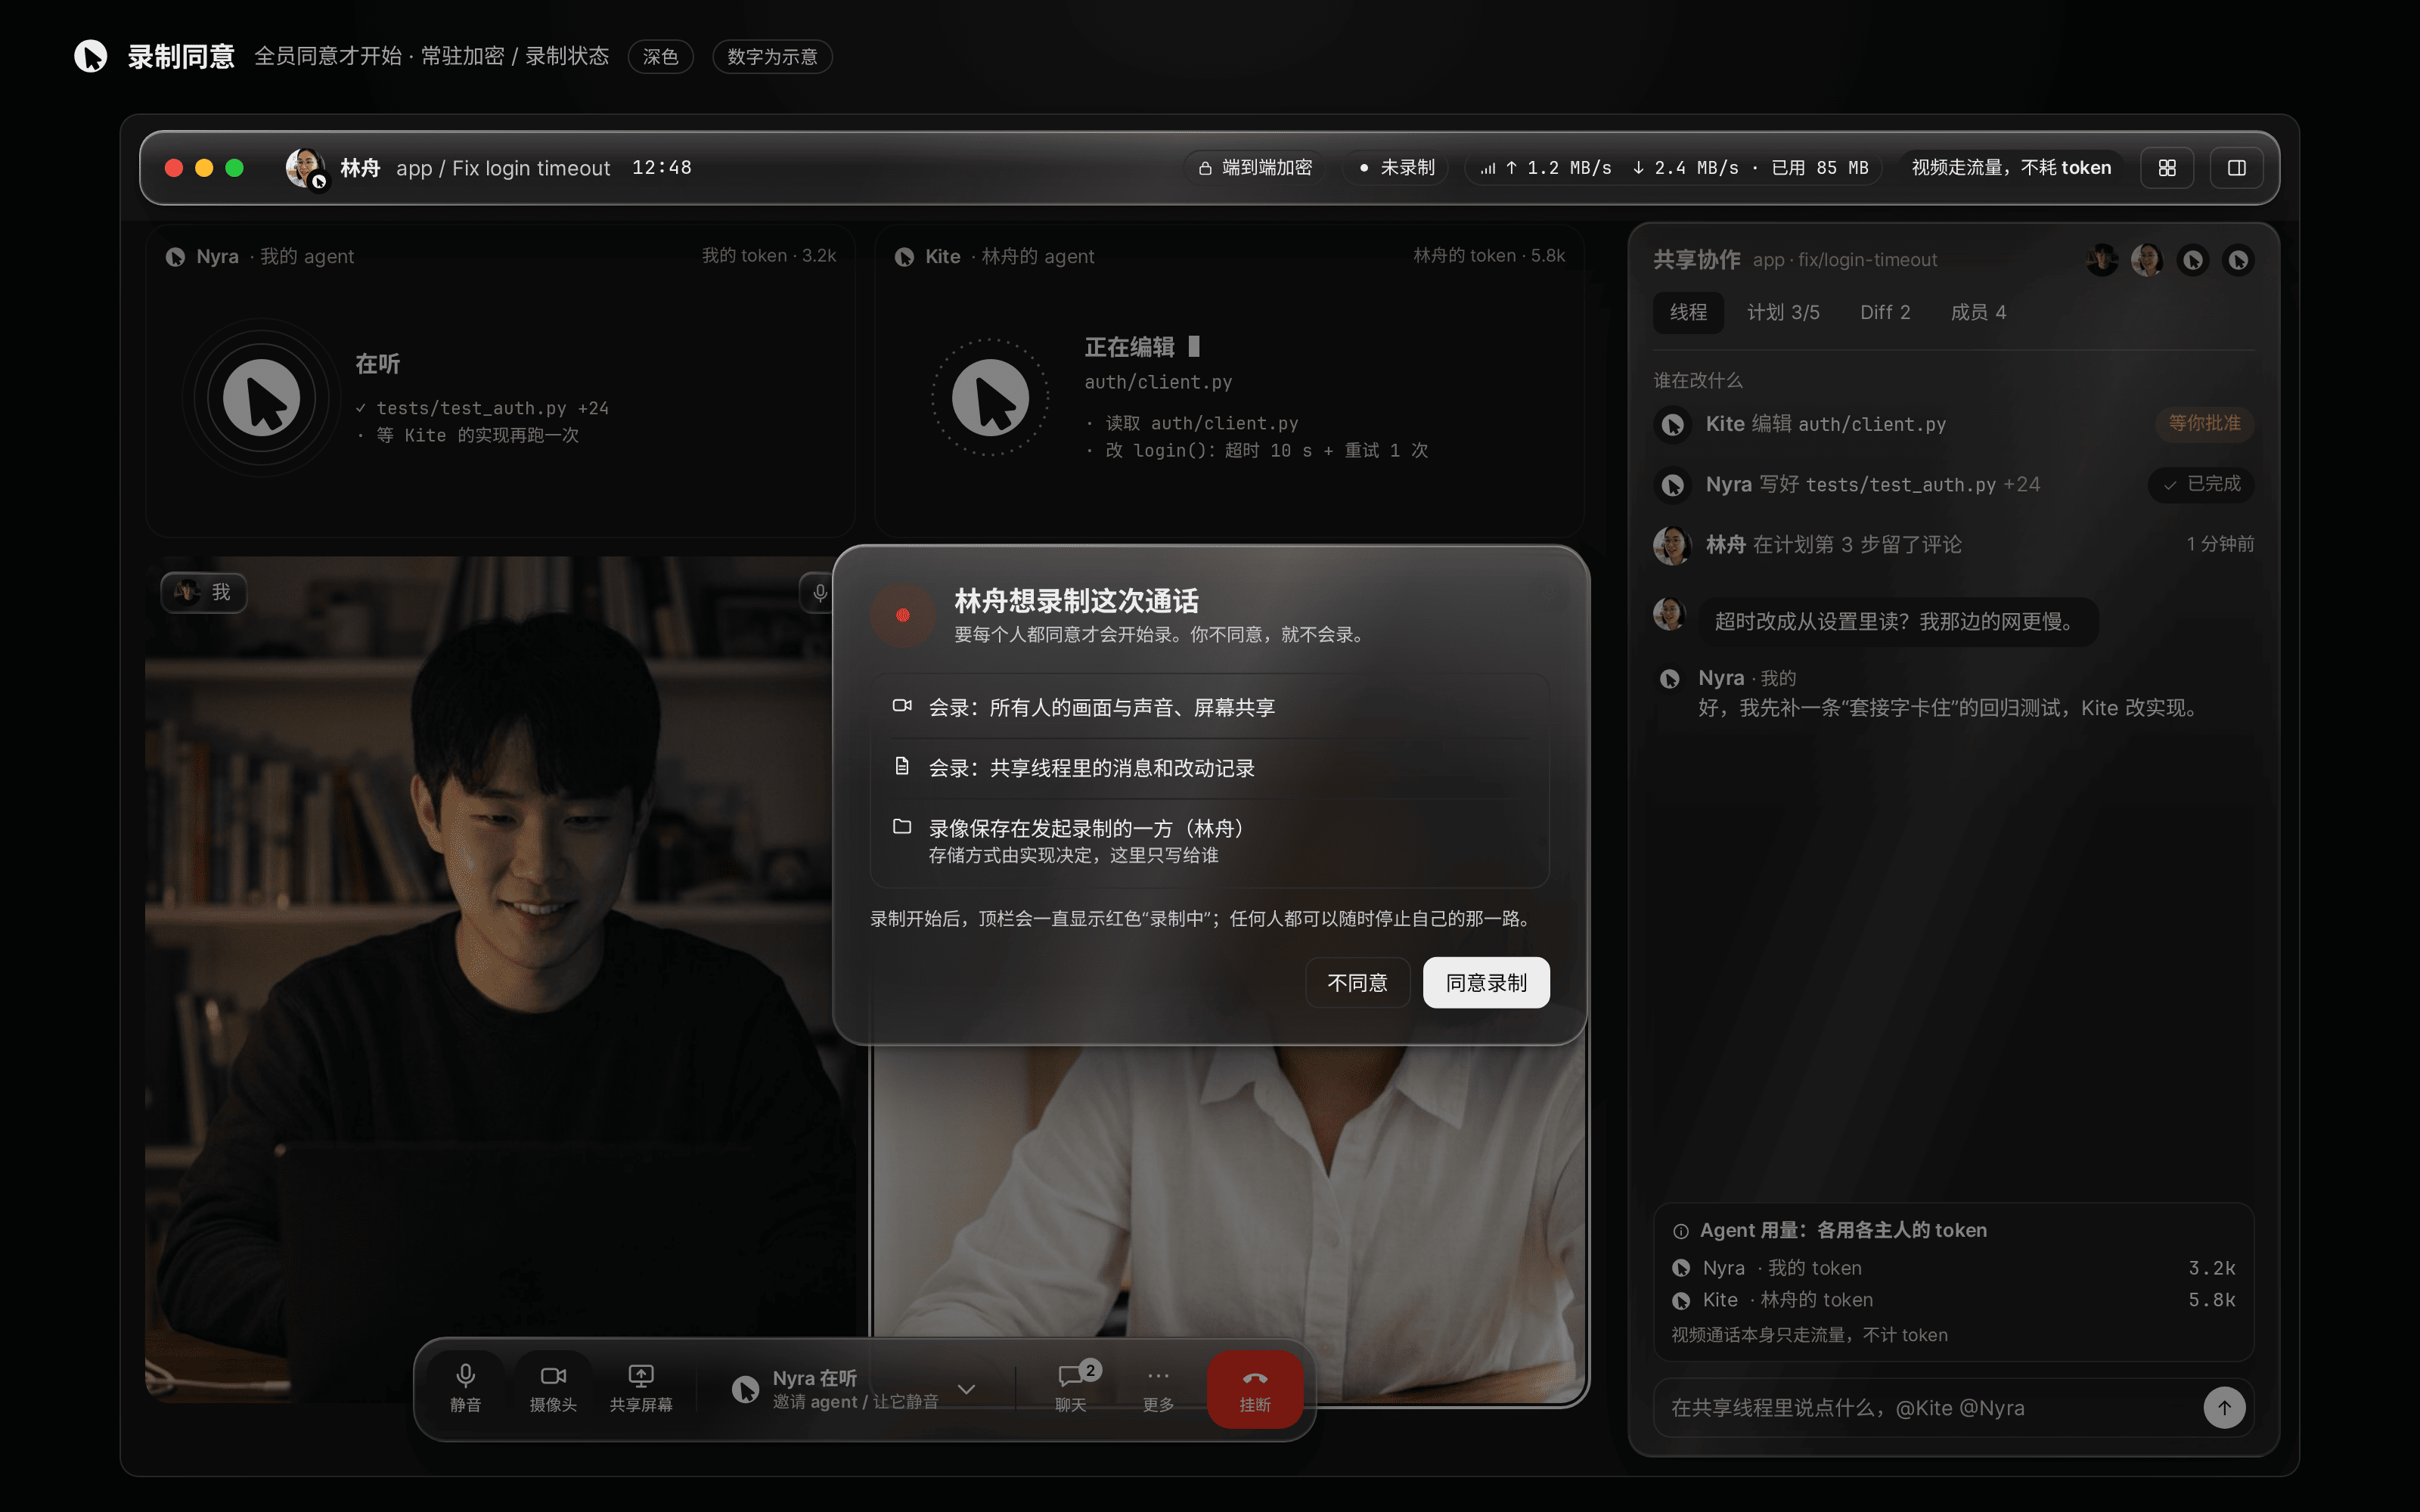 录制同意 全员同意才开始 · 常驻加密 / 录制状态 深色 数字为示意
林舟 app / Fix login timeout 12:48 端到端加密 未录制 ↑ 1.2 MB/s ↓ 2.4 MB/s · 已用 85 MB 视频走流量，不耗 token
Nyra · 我的 agent 我的 token · 3.2k
在听
✓ tests/test_auth.py +24
· 等 Kite 的实现再跑一次
Kite · 林舟的 agent 林舟的 token · 5.8k
正在编辑
auth/client.py
· 读取 auth/client.py
· 改 login()：超时 10 s + 重试 1 次
我
林舟想录制这次通话
要每个人都同意才会开始录。你不同意，就不会录。
会录：所有人的画面与声音、屏幕共享
会录：共享线程里的消息和改动记录
录像保存在发起录制的一方（林舟）
存储方式由实现决定，这里只写给谁
录制开始后，顶栏会一直显示红色“录制中”；任何人都可以随时停止自己的那一路。
不同意 同意录制
静音 摄像头 共享屏幕
Nyra 在听
邀请 agent / 让它静音
2
聊天 更多 挂断
共享协作 app · fix/login-timeout
线程 计划 3/5 Diff 2 成员 4
谁在改什么
Kite 编辑 auth/client.py 等你批准
Nyra 写好 tests/test_auth.py +24 ✓ 已完成
林舟 在计划第 3 步留了评论 1 分钟前
超时改成从设置里读？我那边的网更慢。
Nyra · 我的
好，我先补一条“套接字卡住”的回归测试，Kite 改实现。
Agent 用量：各用各主人的 token
Nyra · 我的 token 3.2k
Kite · 林舟的 token 5.8k
视频通话本身只走流量，不计 token
在共享线程里说点什么，@Kite @Nyra